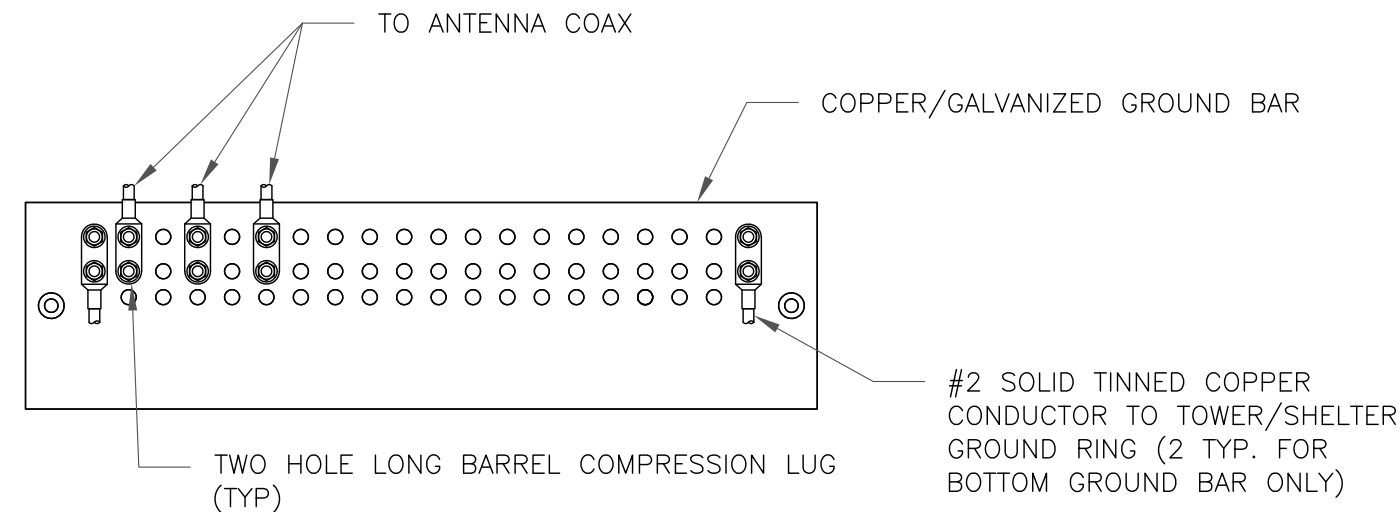 TO ANTENNA COAX
COPPER/GALVANIZED GROUND BAR
#2 SOLID TINNED COPPER
CONDUCTOR TO TOWER/SHELTER
GROUND RING (2 TYP. FOR
BOTTOM GROUND BAR ONLY)
TWO HOLE LONG BARREL COMPRESSION LUG
(TYP)